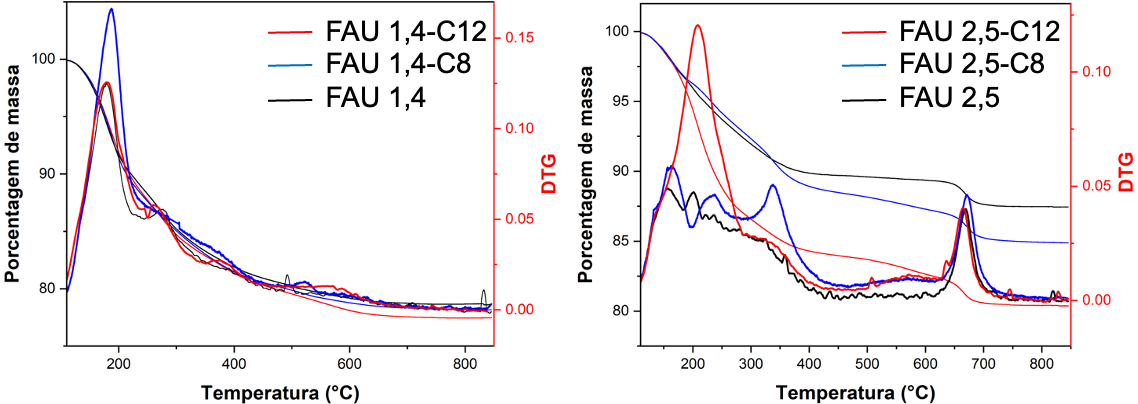 FAU 1,4-C12
FAU 1,4-C8
FAU 1,4
100
90
80
0.15
0.10
0.05
0.00
200
400
600
800
Porcentagem de massa
DTG
Temperatura (°C)
FAU 2,5-C12
FAU 2,5-C8
FAU 2,5
100
95
90
85
80
0.10
0.05
0.00
200
300
400
500
600
700
800
Porcentagem de massa
DTG
Temperatura (°C)